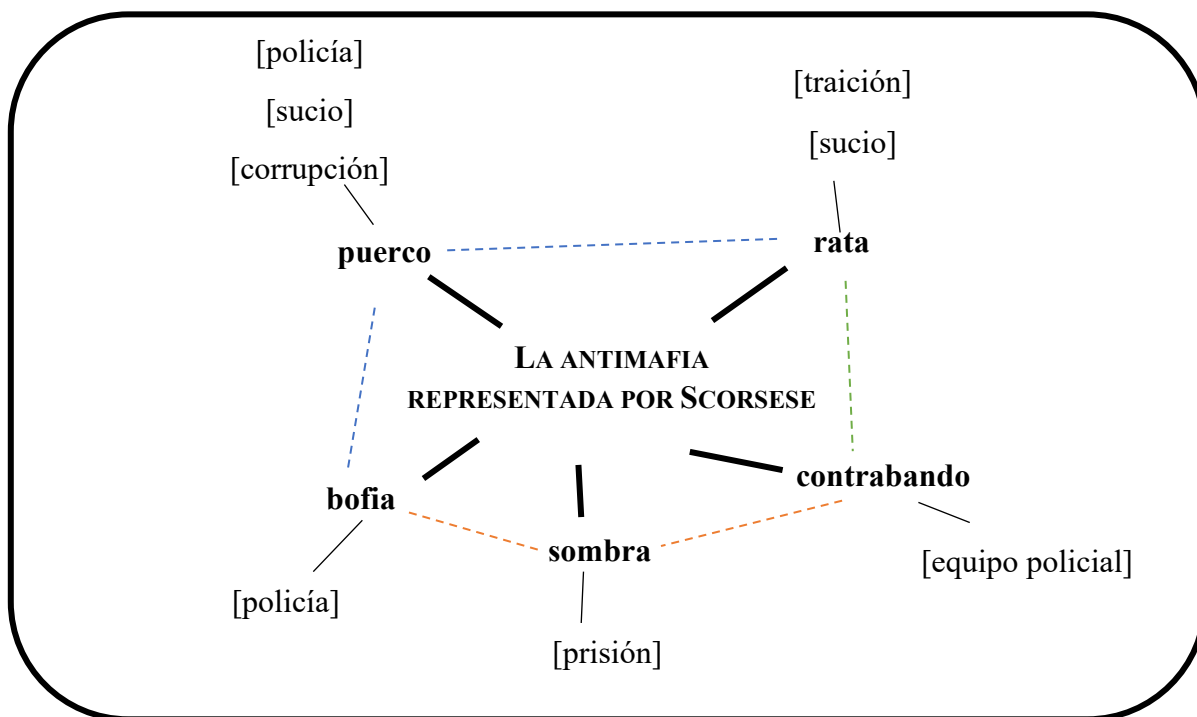 [policía]
[sucio]
[corrupción]
[traición]
[sucio]
puerco
rata
LA ANTIMAFIA
REPRESENTADA POR SCORSESE
bofia
contrabando
sombra
[policía]
[equipo policial]
[prisión]